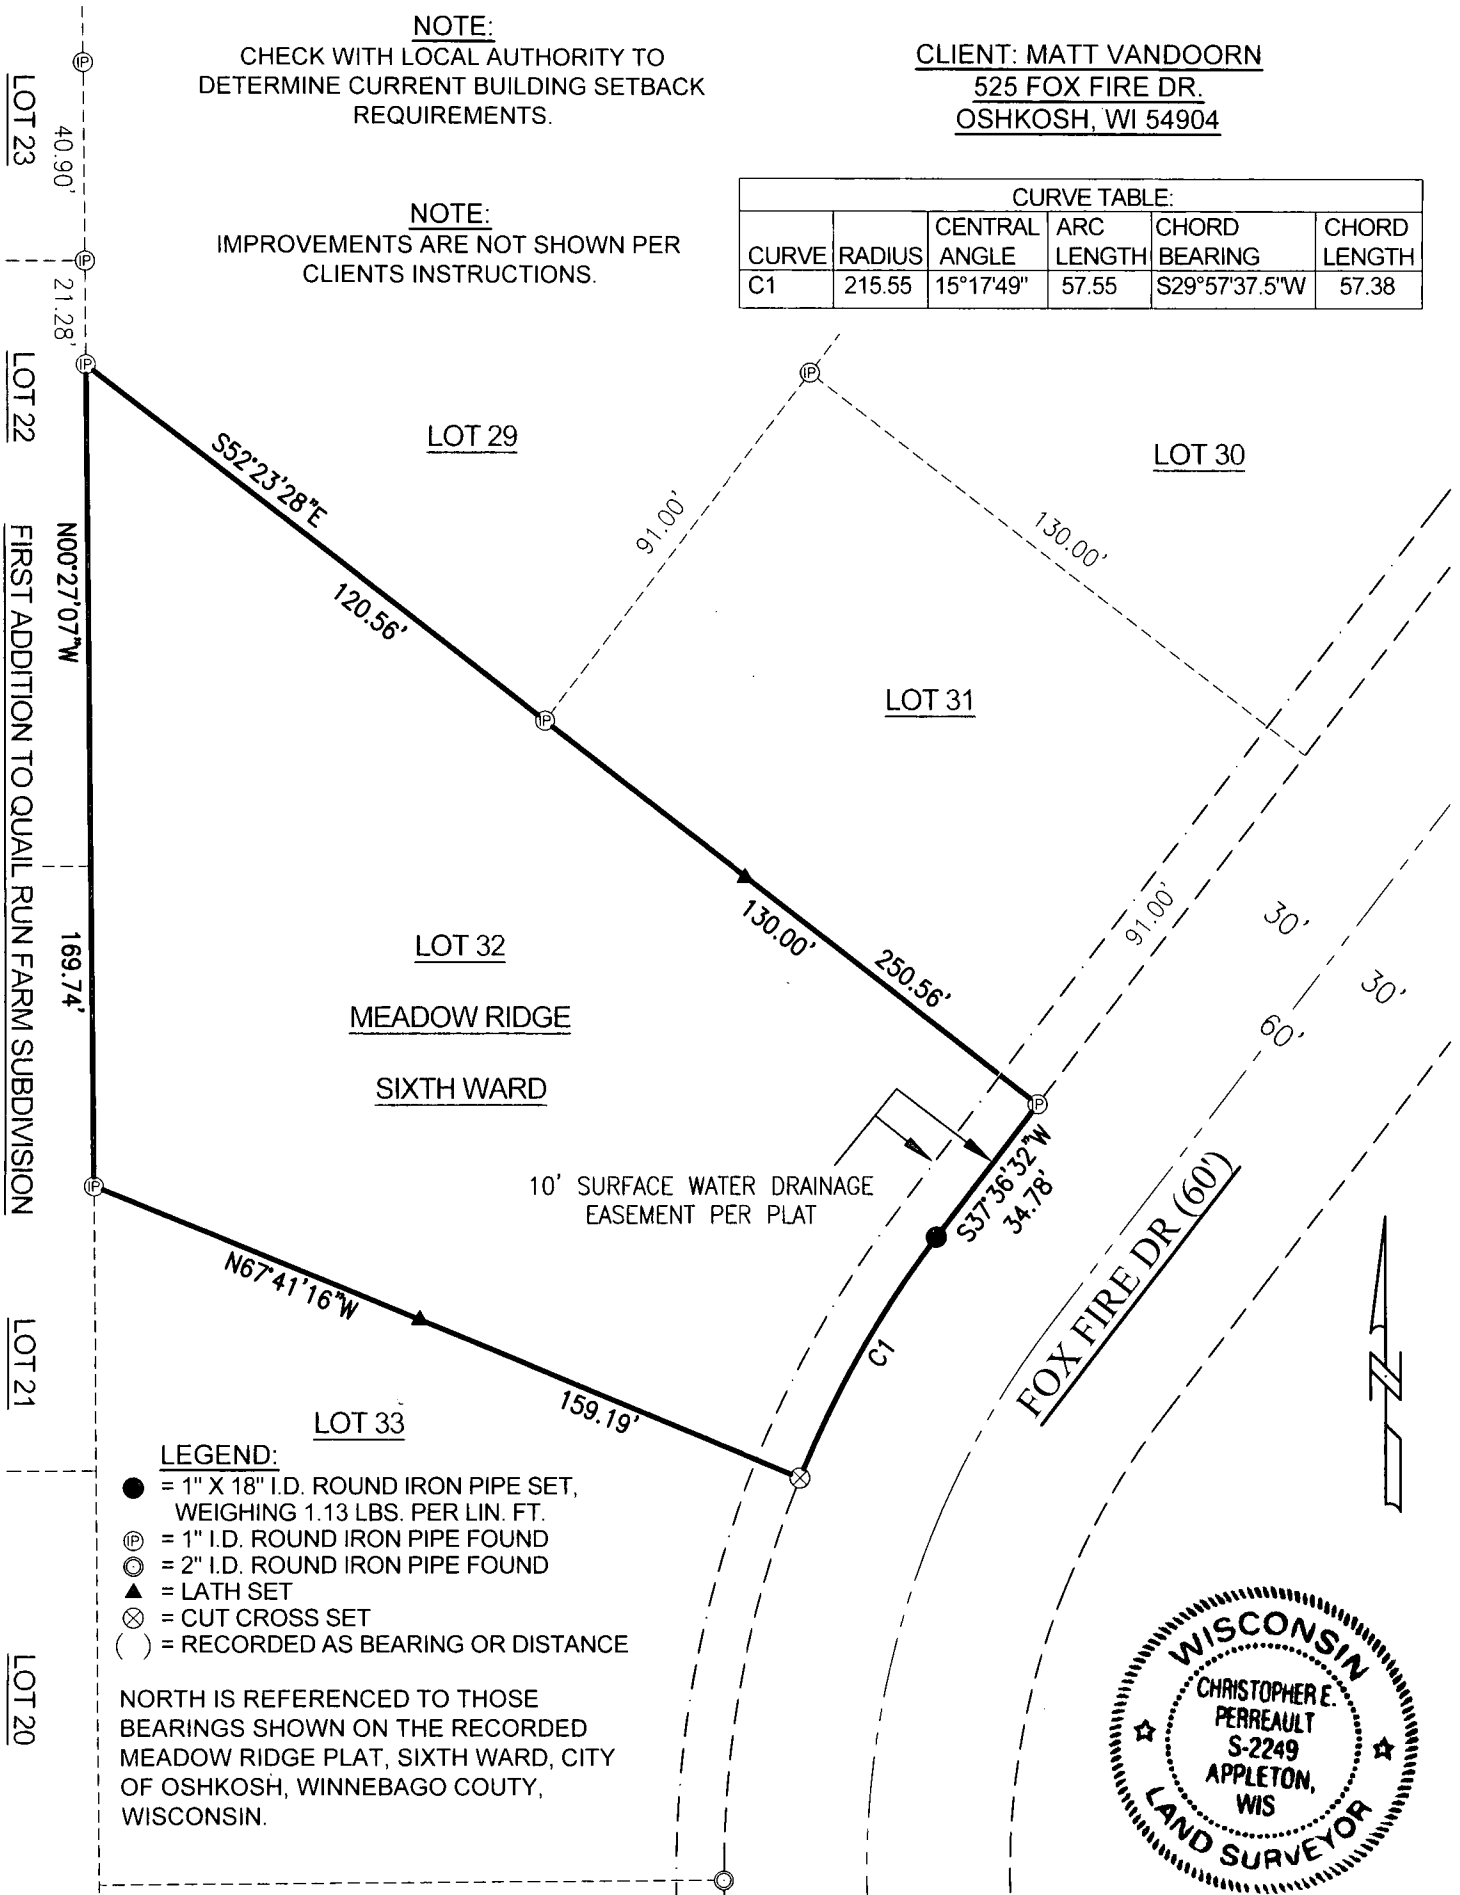 NOTE:
CHECK WITH LOCAL AUTHORITY TO
DETERMINE CURRENT BUILDING SETBACK
REQUIREMENTS.
CLIENT: MATT VANDOORN
525 FOX FIRE DR.
OSHKOSH, WI 54904
NOTE:
IMPROVEMENTS ARE NOT SHOWN PER
CLIENTS INSTRUCTIONS.
CURVE TABLE:
CURVE RADIUS CENTRAL ANGLE ARC LENGTH CHORD BEARING CHORD LENGTH
C1 215.55 15°17'49" 57.55 S29°57'37.5"W 57.38
IP
LOT 23
40.90'
IP
21.28'
IP
LOT 22
LOT 29
IP
LOT 30
S52°23'28"E
120.56'
91.00'
130.00'
N00°27'07"W
169.74'
FIRST ADDITION TO QUAIL RUN FARM SUBDIVISION
IP
LOT 31
130.00'
250.56'
91.00'
30'
30'
60'
LOT 32
MEADOW RIDGE
SIXTH WARD
IP
10' SURFACE WATER DRAINAGE
EASEMENT PER PLAT
S37°36'32"W
34.78'
FOX FIRE DR (60')
IP
N67°41'16"W
159.19'
C1
N
LOT 21
LOT 33
LEGEND:
= 1" X 18" I.D. ROUND IRON PIPE SET,
WEIGHING 1.13 LBS. PER LIN. FT.
IP = 1" I.D. ROUND IRON PIPE FOUND
= 2" I.D. ROUND IRON PIPE FOUND
▲ = LATH SET
= CUT CROSS SET
( ) = RECORDED AS BEARING OR DISTANCE
LOT 20
NORTH IS REFERENCED TO THOSE
BEARINGS SHOWN ON THE RECORDED
MEADOW RIDGE PLAT, SIXTH WARD, CITY
OF OSHKOSH, WINNEBAGO COUTY,
WISCONSIN.
WISCONSIN
CHRISTOPHER E.
PERREAULT
S-2249
APPLETON,
WIS
LAND SURVEYOR